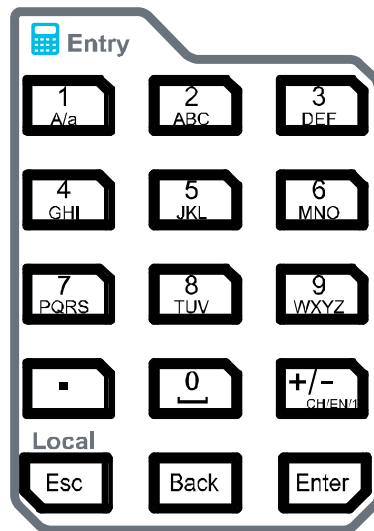 Entry
1 2 3
A/a ABC DEF
4 5 6
GHI JKL MNO
7 8 9
PQRS TUV WXYZ
. 0 +/-
CH/EN/1
Local
Esc Back Enter